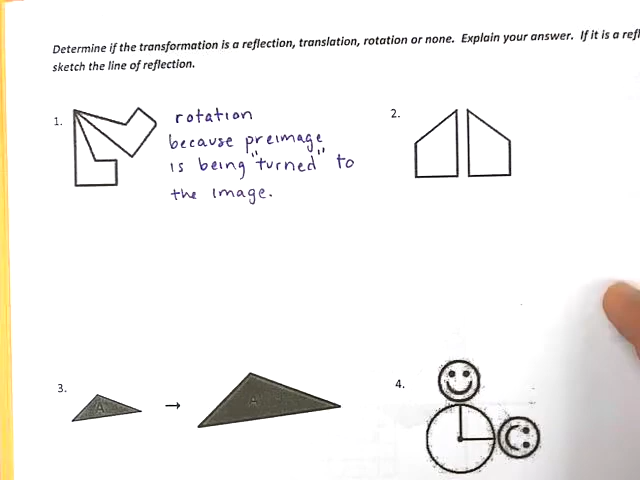 Determine if the transformation is a reflection, translation, rotation or none. Explain your answer. If it is a refl
sketch the line of reflection.
1.
rotation
because preimage
is being "turned" to
the image.
2.
3.
A
→
A
4.